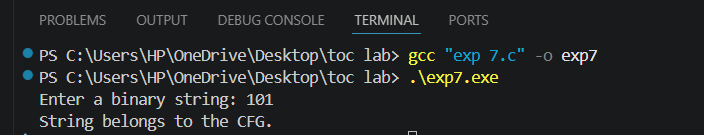 PROBLEMS OUTPUT DEBUG CONSOLE TERMINAL PORTS
PS C:\Users\HP\OneDrive\Desktop\toc lab> gcc "exp 7.c" -o exp7
PS C:\Users\HP\OneDrive\Desktop\toc lab> .\exp7.exe
Enter a binary string: 101
String belongs to the CFG.